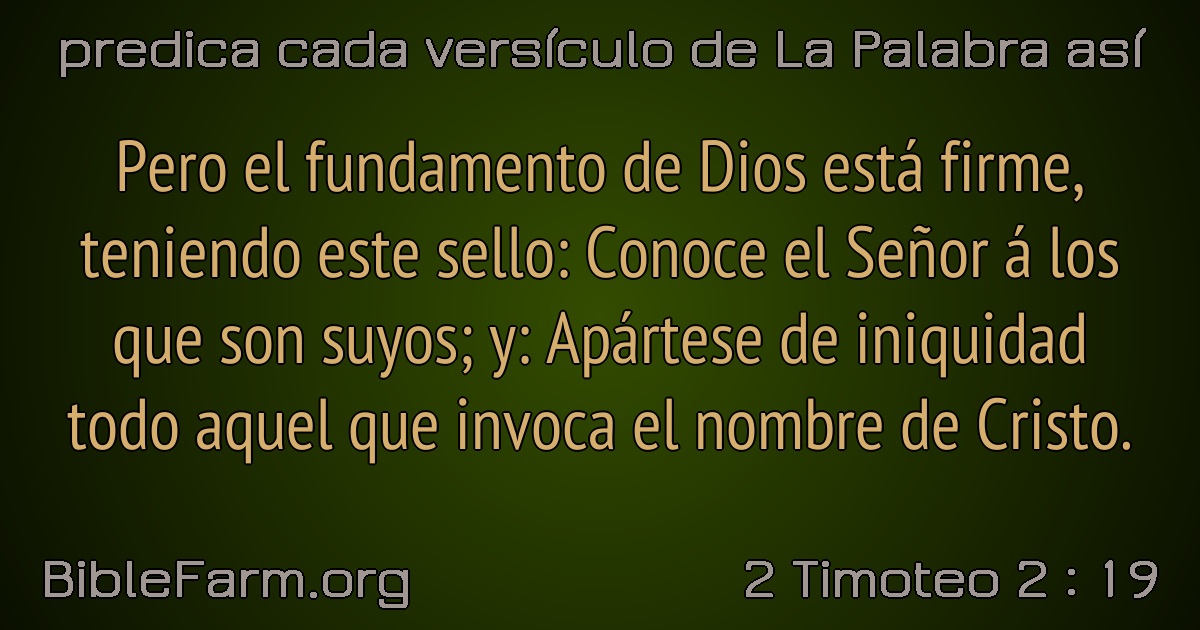 predica cada versículo de La Palabra así
Pero el fundamento de Dios está firme,
teniendo este sello: Conoce el Señor á los
que son suyos; y: Apártese de iniquidad
todo aquel que invoca el nombre de Cristo.
BibleFarm.org
2 Timoteo 2 : 19